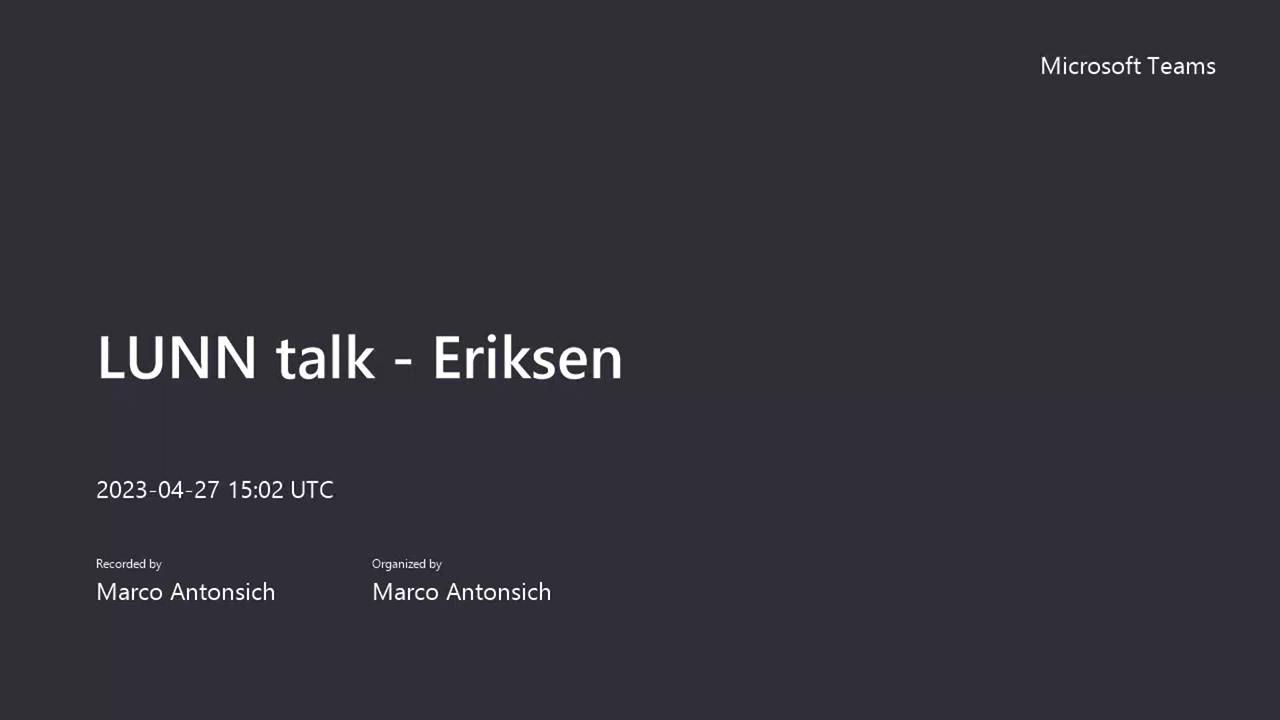 Microsoft Teams
LUNN talk - Eriksen
2023-04-27 15:02 UTC
Recorded by
Marco Antonsich
Organized by
Marco Antonsich